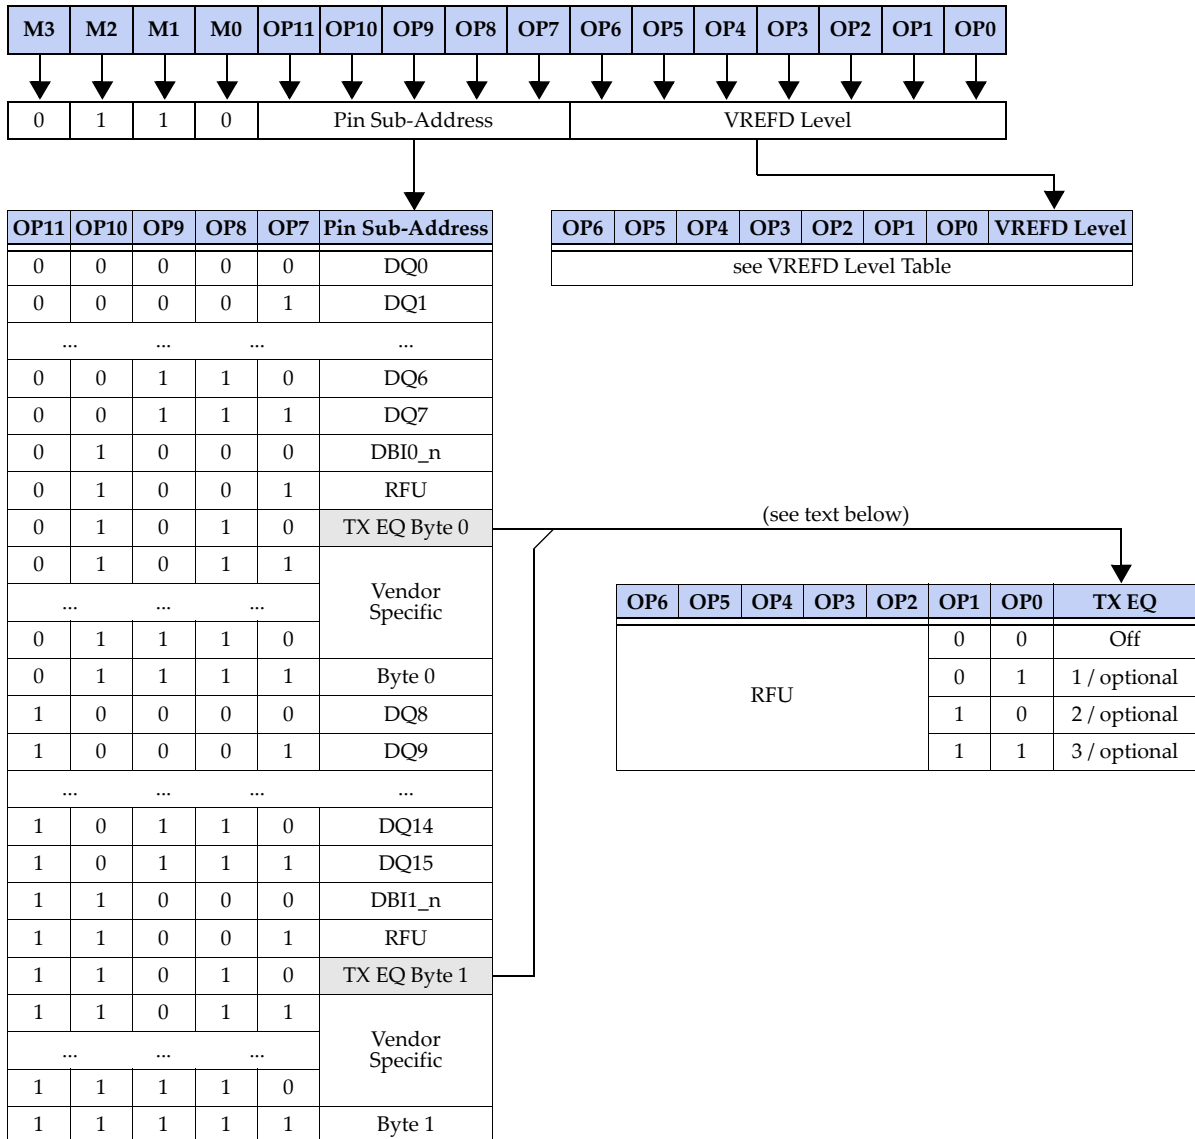 M3 M2 M1 M0 OP11 OP10 OP9 OP8 OP7 OP6 OP5 OP4 OP3 OP2 OP1 OP0
0 1 1 0 Pin Sub-Address VREFD Level
OP11 OP10 OP9 OP8 OP7 Pin Sub-Address
0 0 0 0 0 DQ0
0 0 0 0 1 DQ1
... ... ... ...
0 0 1 1 0 DQ6
0 0 1 1 1 DQ7
0 1 0 0 0 DBI0_n
0 1 0 0 1 RFU
0 1 0 1 0 TX EQ Byte 0
0 1 0 1 1
... ... ...
Vendor
Specific
0 1 1 1 0
0 1 1 1 1 Byte 0
1 0 0 0 0 DQ8
1 0 0 0 1 DQ9
... ... ... ...
1 0 1 1 0 DQ14
1 0 1 1 1 DQ15
1 1 0 0 0 DBI1_n
1 1 0 0 1 RFU
1 1 0 1 0 TX EQ Byte 1
1 1 0 1 1
... ... ...
Vendor
Specific
1 1 1 1 0
1 1 1 1 1 Byte 1
OP6 OP5 OP4 OP3 OP2 OP1 OP0 VREFD Level
see VREFD Level Table
(see text below)
OP6 OP5 OP4 OP3 OP2 OP1 OP0 TX EQ
RFU
0 0 Off
0 1 1 / optional
1 0 2 / optional
1 1 3 / optional